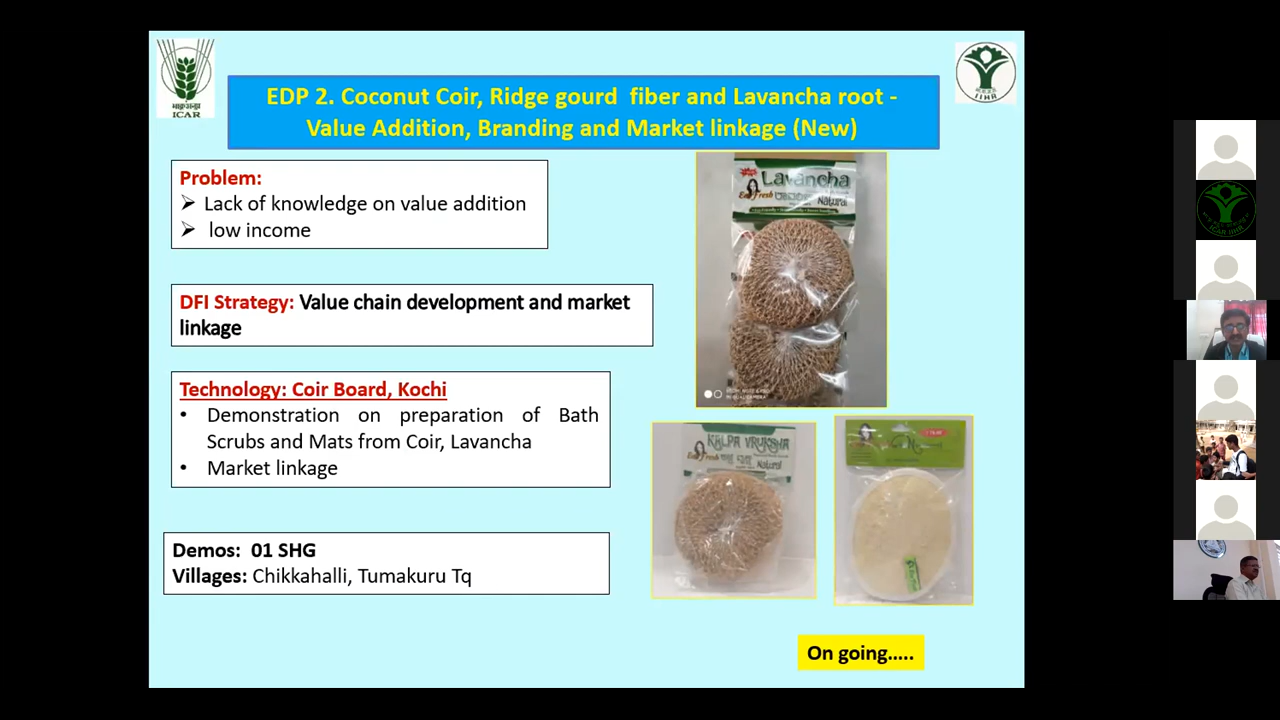 ICAR
IIHR
EDP 2. Coconut Coir, Ridge gourd fiber and Lavancha root -
Value Addition, Branding and Market linkage (New)
Problem:
➢ Lack of knowledge on value addition
➢ low income
DFI Strategy: Value chain development and market
linkage
Technology: Coir Board, Kochi
• Demonstration on preparation of Bath
Scrubs and Mats from Coir, Lavancha
• Market linkage
Demos: 01 SHG
Villages: Chikkahalli, Tumakuru Tq
Lavancha
Natural
KALPA VRUKSHA
Natural
On going.....
ICAR IIHR